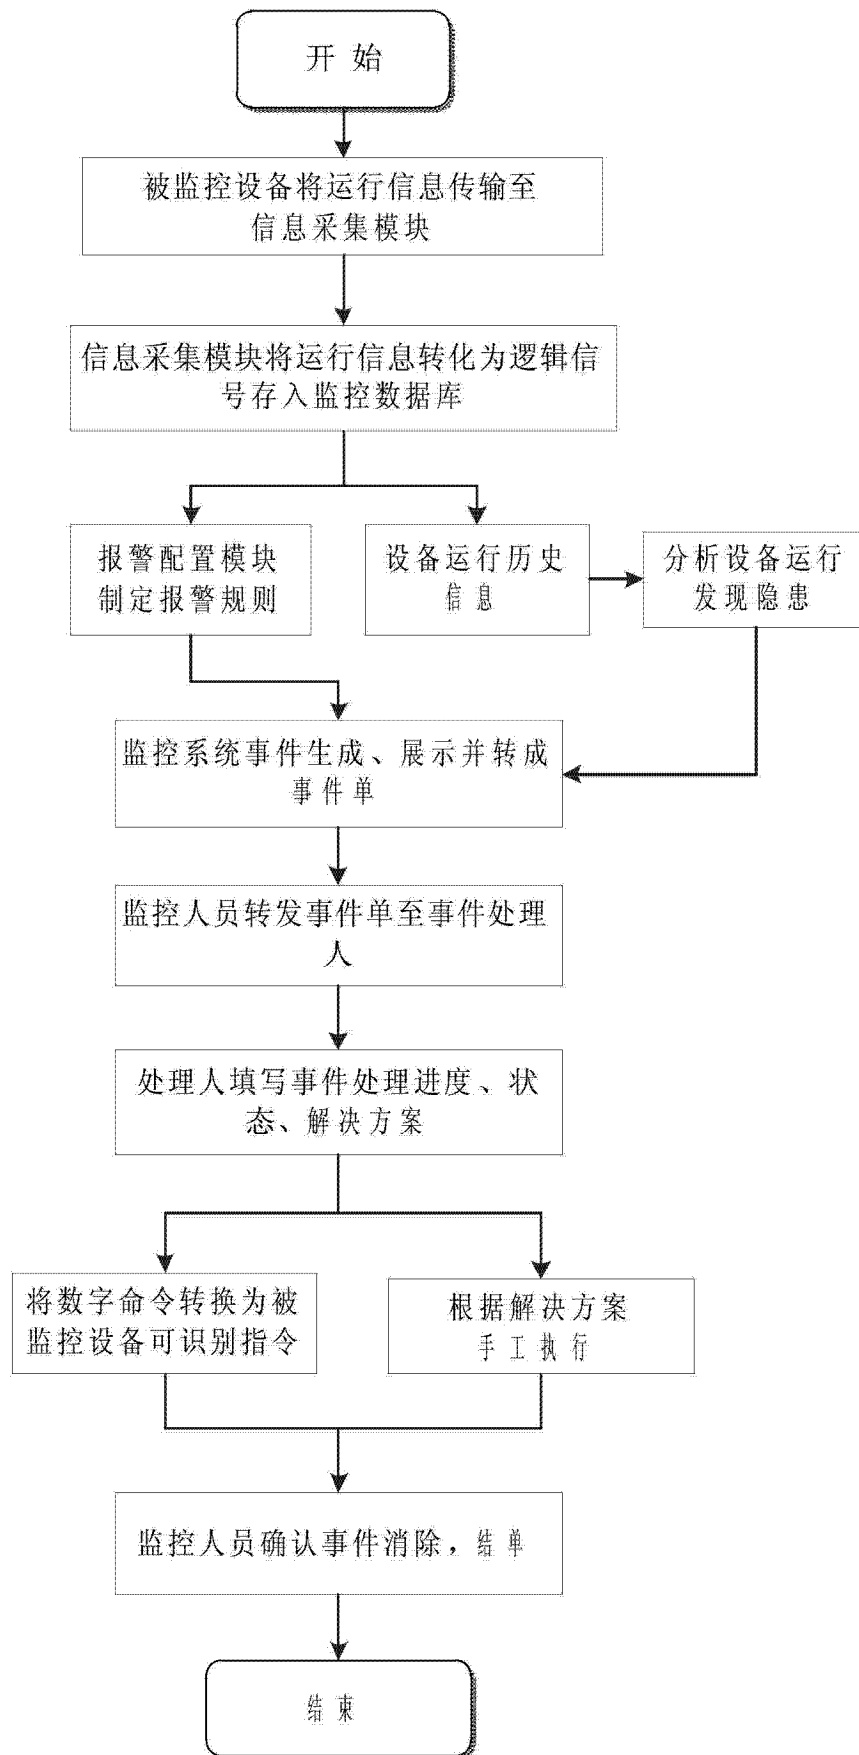 开 始
被监控设备将运行信息传输至
信息采集模块
信息采集模块将运行信息转化为逻辑信
号存入监控数据库
报警配置模块
制定报警规则
设备运行历史
信息
分析设备运行
发现隐患
监控系统事件生成、展示并转成
事件单
监控人员转发事件单至事件处理
人
处理人填写事件处理进度、状
态、解决方案
将数字命令转换为被
监控设备可识别指令
根据解决方案
手工执行
监控人员确认事件消除，结单
结束